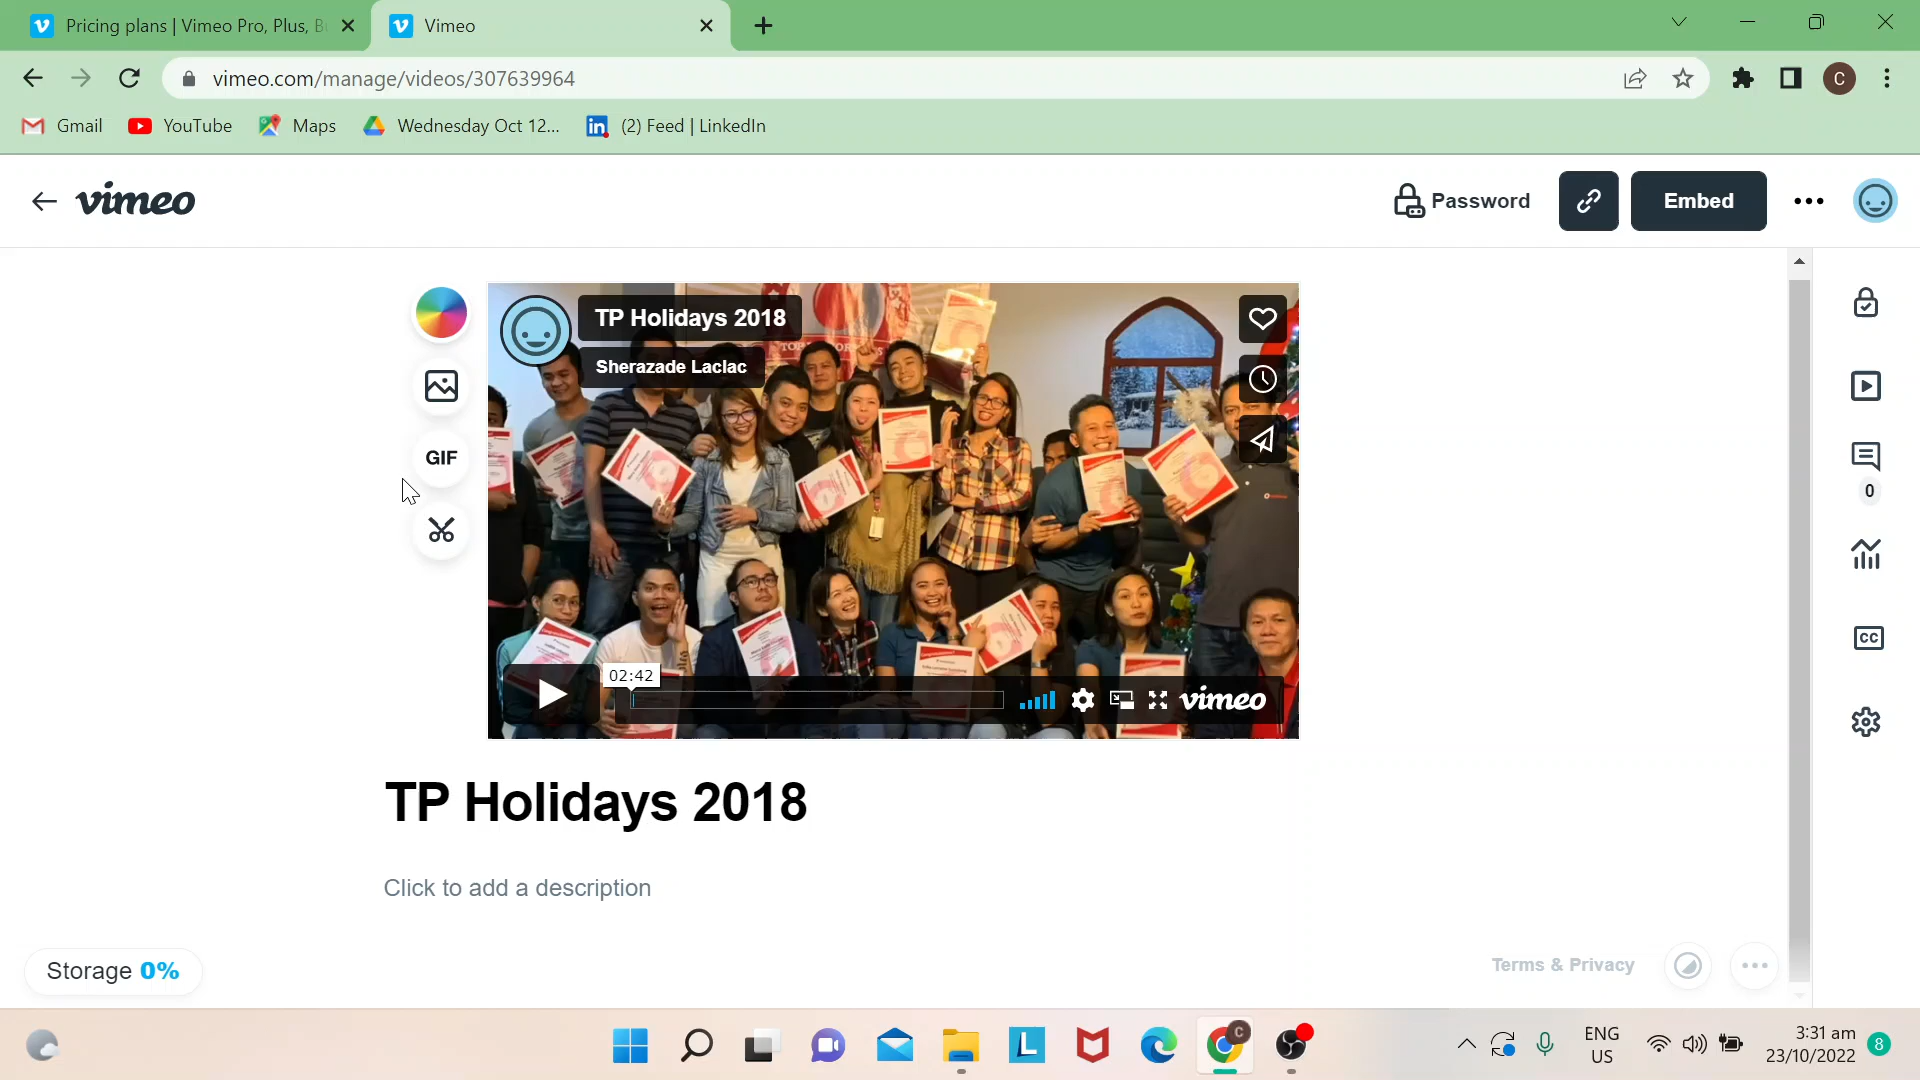 Pricing plans | Vimeo Pro, Plus, B
Vimeo
vimeo.com/manage/videos/307639964
C
Gmail
YouTube
Maps
Wednesday Oct 12...
(2) Feed | LinkedIn
vimeo
Password
Embed
TP Holidays 2018
Sherazade Laclac
GIF
0
CC
02:42
vimeo
TP Holidays 2018
Click to add a description
Storage 0%
Terms & Privacy
L
C
ENG
US
3:31 am
23/10/2022
8